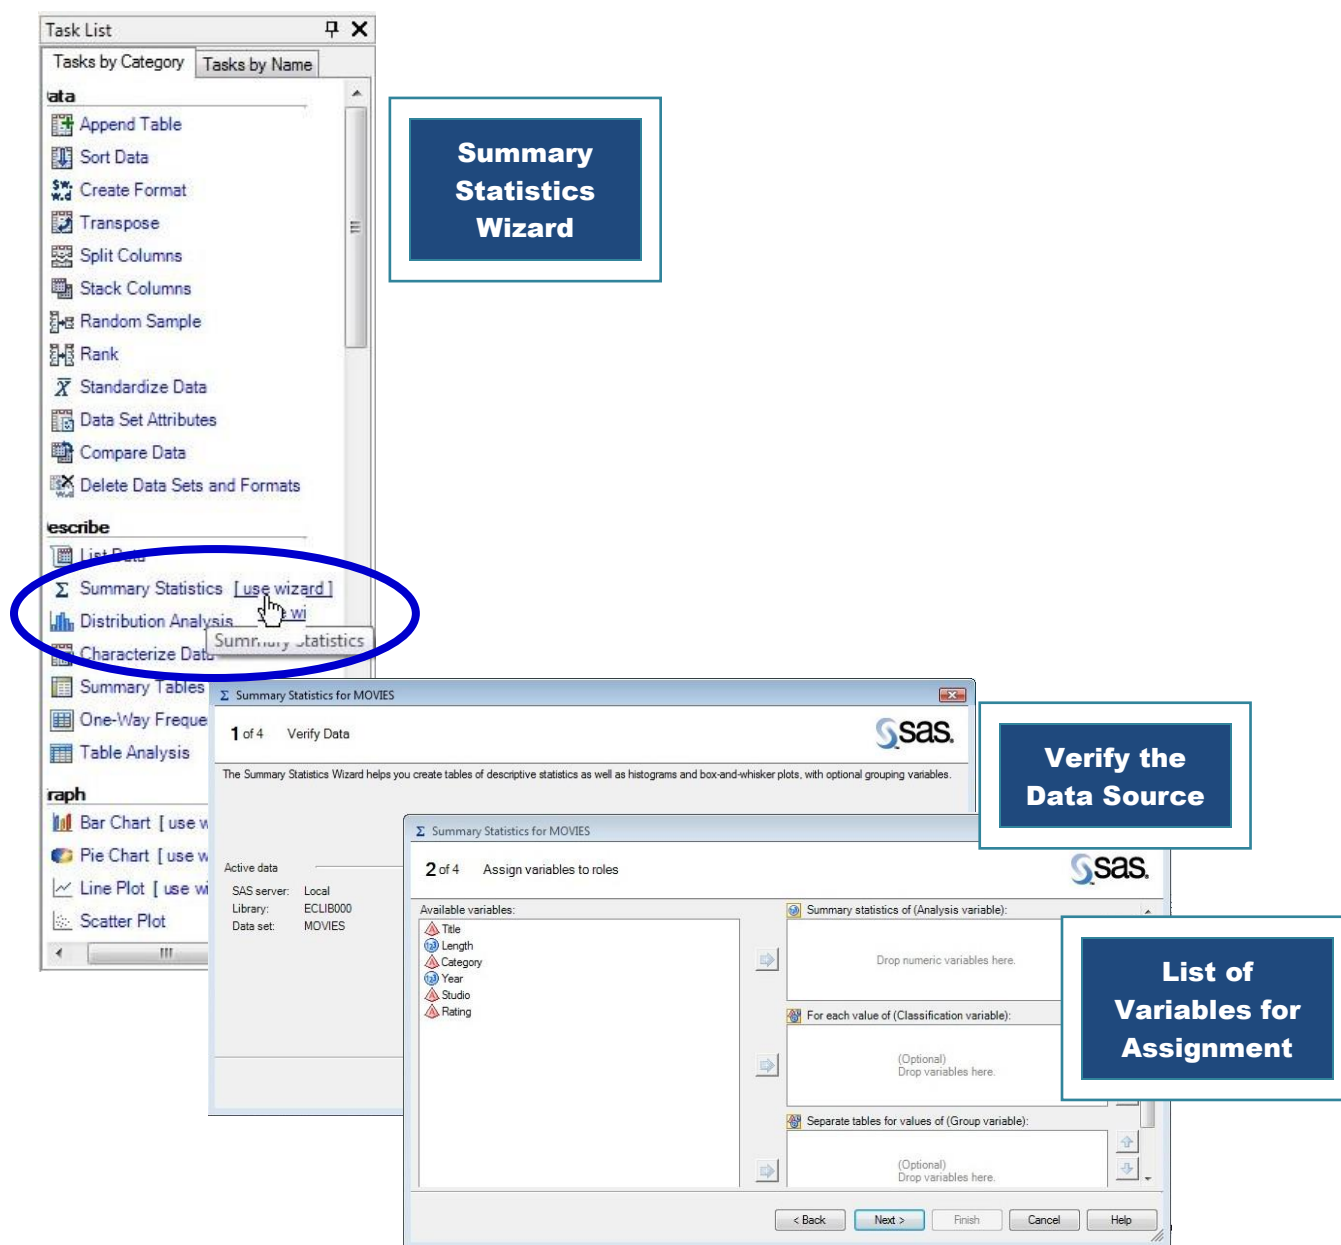 Task List
Tasks by Category Tasks by Name
ata
Append Table
Sort Data
Create Format
Transpose
Split Columns
Stack Columns
Random Sample
Rank
Standardize Data
Data Set Attributes
Compare Data
Delete Data Sets and Formats
escribe
List Data
Summary Statistics [ use wizard ]
Distribution Analysis
Summary Statistics
Characterize Data
Summary Tables
One-Way Freque
Table Analysis
raph
Bar Chart [ use w
Pie Chart [ use w
Line Plot [ use wi
Scatter Plot
Summary
Statistics
Wizard
Σ Summary Statistics for MOVIES
1 of 4 Verify Data
sas.
The Summary Statistics Wizard helps you create tables of descriptive statistics as well as histograms and box-and-whisker plots, with optional grouping variables.
Active data
SAS server: Local
Library: ECLIB000
Data set: MOVIES
Verify the
Data Source
Σ Summary Statistics for MOVIES
2 of 4 Assign variables to roles
sas.
Available variables:
Title
Length
Category
Year
Studio
Rating
Summary statistics of (Analysis variable):
Drop numeric variables here.
For each value of (Classification variable):
(Optional)
Drop variables here.
Separate tables for values of (Group variable):
(Optional)
Drop variables here.
< Back Next > Finish Cancel Help
List of
Variables for
Assignment